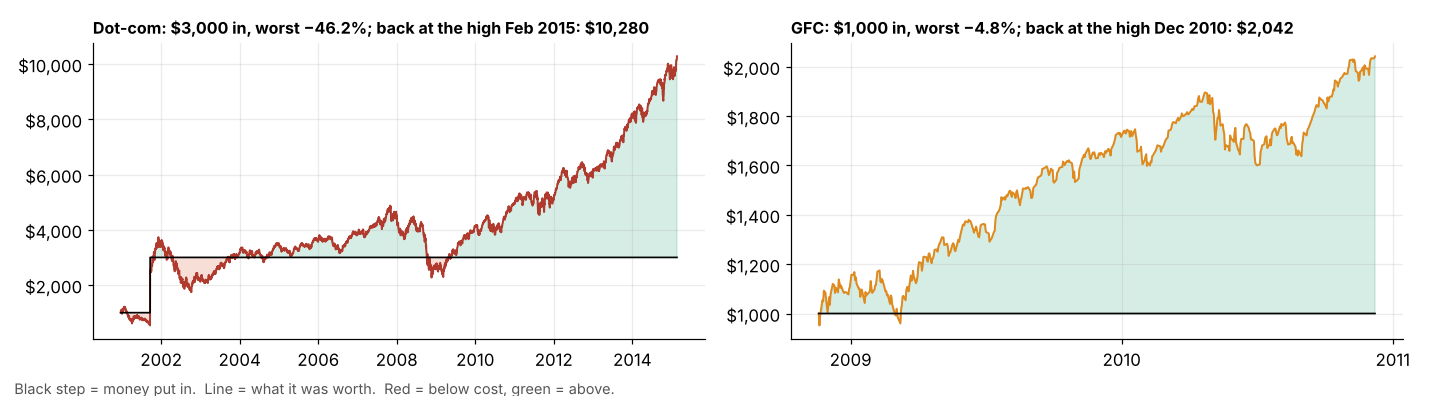 Dot-com: $3,000 in, worst −46.2%; back at the high Feb 2015: $10,280
$10,000
$8,000
$6,000
$4,000
$2,000
2002 2004 2006 2008 2010 2012 2014
GFC: $1,000 in, worst −4.8%; back at the high Dec 2010: $2,042
$2,000
$1,800
$1,600
$1,400
$1,200
$1,000
2009 2010 2011
Black step = money put in. Line = what it was worth. Red = below cost, green = above.